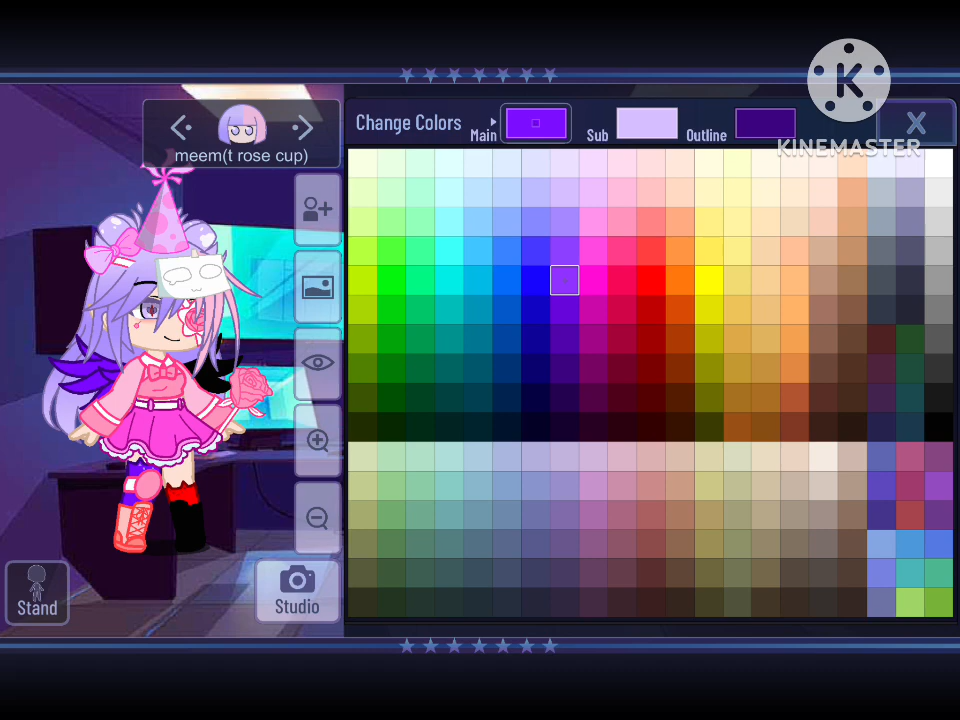 Change Colors
Main
Sub
Outline
X
K
KINEMASTER
meem(t rose cup)
Stand
Studio